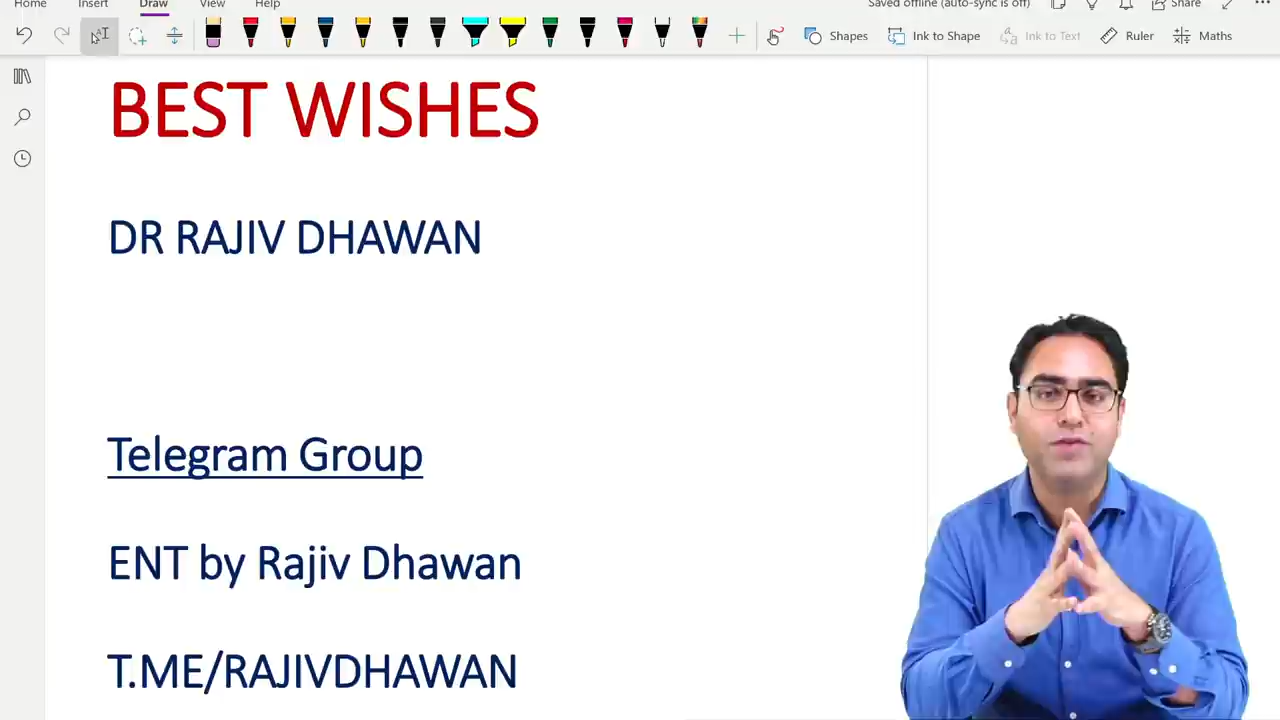 Home Insert Draw View Help Saved offline (auto-sync is off) Share
Shapes Ink to Shape Ink to Text Ruler Maths
BEST WISHES
DR RAJIV DHAWAN
Telegram Group
ENT by Rajiv Dhawan
T.ME/RAJIVDHAWAN